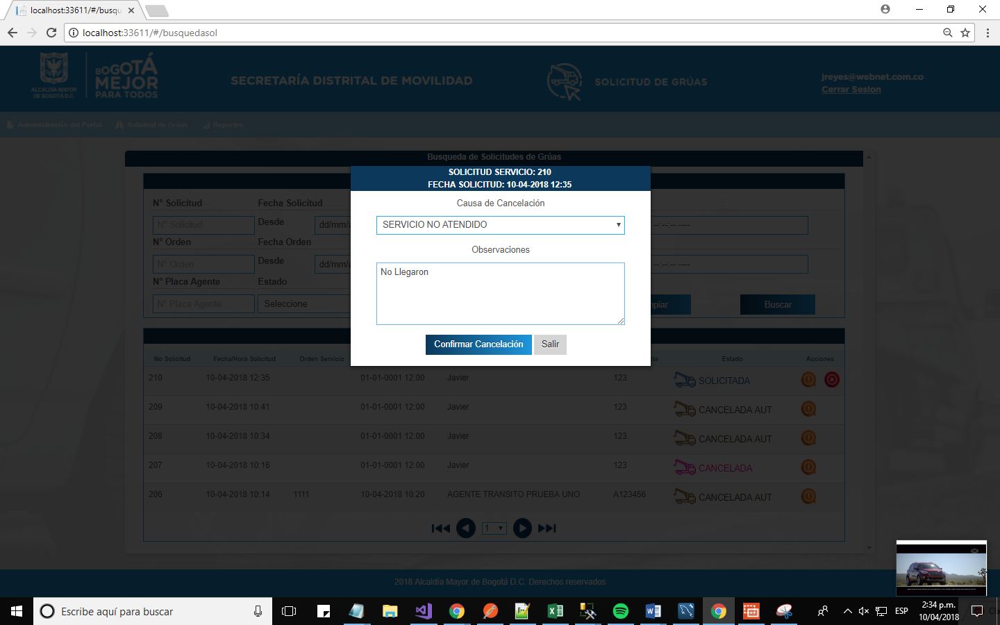 localhost:33611/#/busqu
localhost:33611/#/busquedasol
ALCALDÍA MAYOR
DE BOGOTÁ D.C.
BOGOTÁ
MEJOR
PARA TODOS
SECRETARÍA DISTRITAL DE MOVILIDAD
SOLICITUD DE GRÚAS
jreyes@webnet.com.co
Cerrar Sesion
Administración del Portal
Solicitud de Grúas
Reportes
Busqueda de Solicitudes de Grúas
SOLICITUD SERVICIO: 210
FECHA SOLICITUD: 10-04-2018 12:35
Causa de Cancelación
SERVICIO NO ATENDIDO
Observaciones
No Llegaron
Confirmar Cancelación
Salir
N° Solicitud Fecha Solicitud
N° Solicitud Desde dd/mm/a --:--:-- ----
N° Orden Fecha Orden
N° Orden Desde dd/mm/a --:--:-- ----
N° Placa Agente Estado
N° Placa Agente Seleccione mpiar Buscar
No Solicitud Fecha/Hora Solicitud Orden Servicio nte Estado Acciones
210 10-04-2018 12:35 01-01-0001 12:00 Javier 123 SOLICITADA
209 10-04-2018 10:41 01-01-0001 12:00 Javier 123 CANCELADA AUT
208 10-04-2018 10:34 01-01-0001 12:00 Javier 123 CANCELADA AUT
207 10-04-2018 10:16 01-01-0001 12:00 Javier 123 CANCELADA
206 10-04-2018 10:14 1111 10-04-2018 10:20 AGENTE TRANSITO PRUEBA UNO A123456 CANCELADA AUT
1
2018 Alcaldía Mayor de Bogotá D.C. Derechos reservados
Escribe aquí para buscar
ESP
2:34 p.m.
10/04/2018